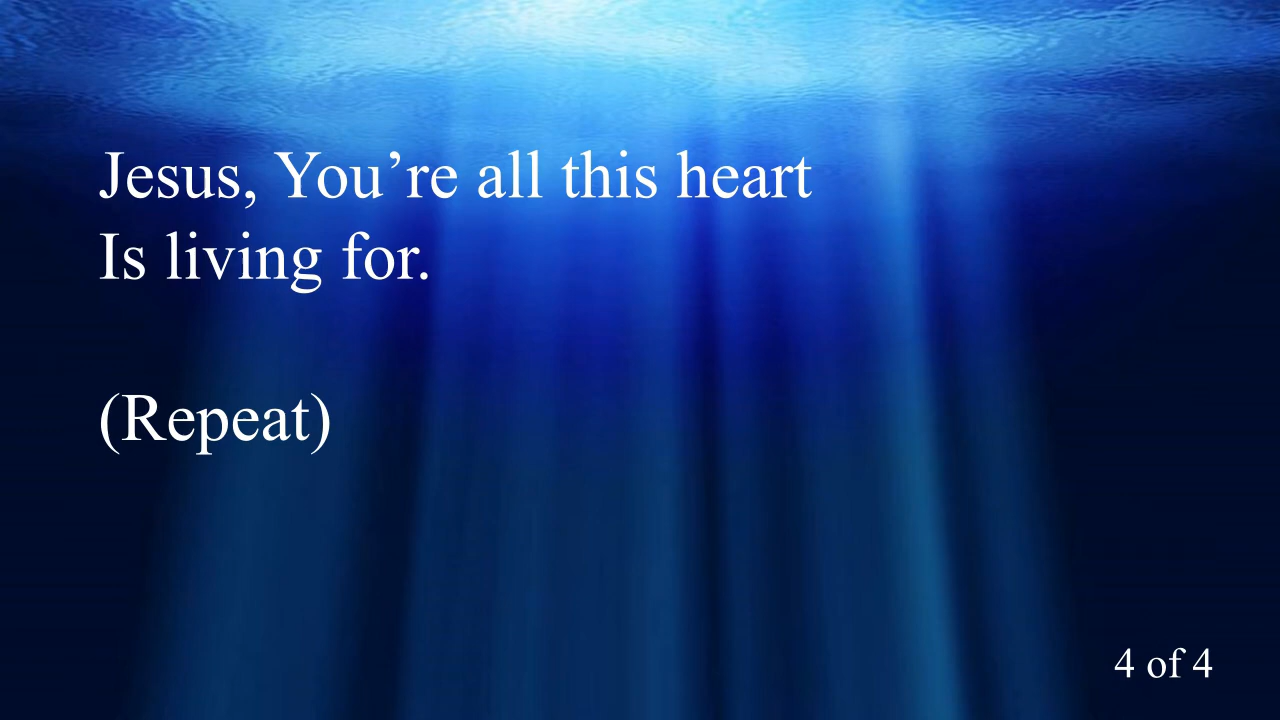 Jesus, You’re all this heart
Is living for.
(Repeat)
4 of 4